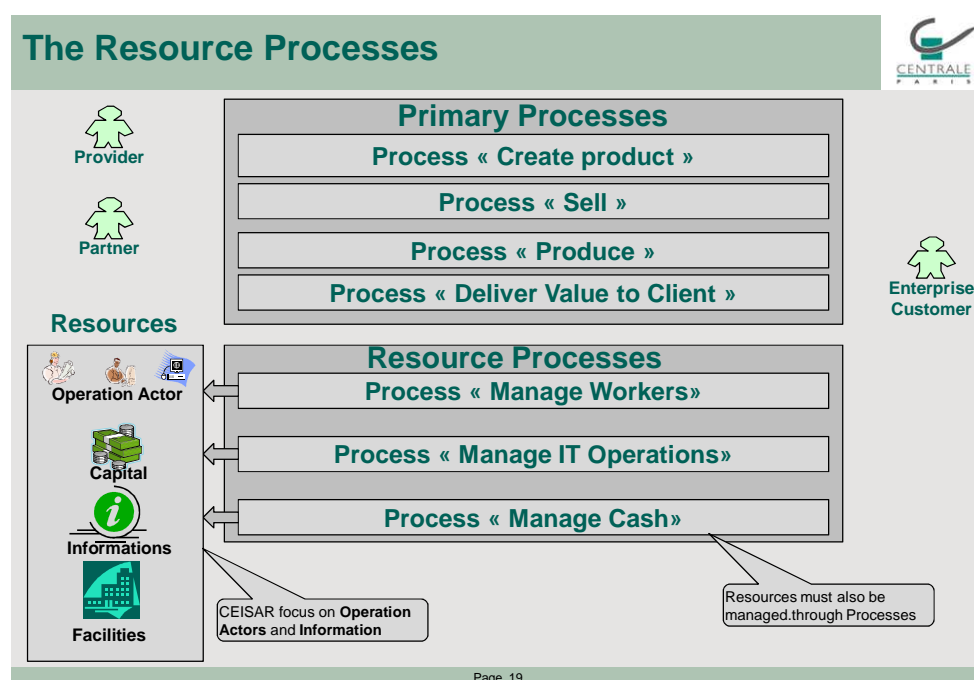 The Resource Processes
CENTRALE
PARIS
Provider
Partner
Resources
Operation Actor
Capital
Informations
Facilities
Primary Processes
Process « Create product »
Process « Sell »
Process « Produce »
Process « Deliver Value to Client »
Resource Processes
Process « Manage Workers»
Process « Manage IT Operations»
Process « Manage Cash»
Enterprise
Customer
CEISAR focus on Operation
Actors and Information
Resources must also be
managed.through Processes
Page 19